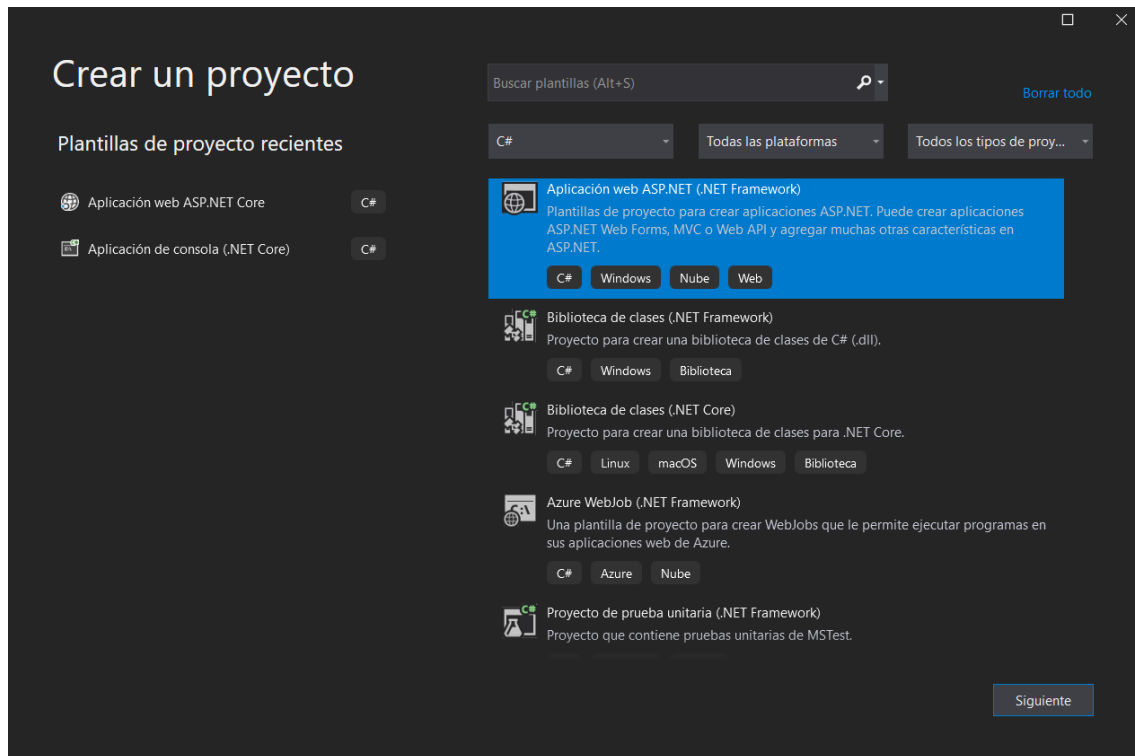 Crear un proyecto
Buscar plantillas (Alt+S)
Borrar todo
Plantillas de proyecto recientes
C#
Todas las plataformas
Todos los tipos de proy...
Aplicación web ASP.NET Core
C#
Aplicación de consola (.NET Core)
C#
Aplicación web ASP.NET (.NET Framework)
Plantillas de proyecto para crear aplicaciones ASP.NET. Puede crear aplicaciones
ASP.NET Web Forms, MVC o Web API y agregar muchas otras características en
ASP.NET.
C# Windows Nube Web
Biblioteca de clases (.NET Framework)
Proyecto para crear una biblioteca de clases de C# (.dll).
C# Windows Biblioteca
Biblioteca de clases (.NET Core)
Proyecto para crear una biblioteca de clases para .NET Core.
C# Linux macOS Windows Biblioteca
Azure WebJob (.NET Framework)
Una plantilla de proyecto para crear WebJobs que le permite ejecutar programas en
sus aplicaciones web de Azure.
C# Azure Nube
Proyecto de prueba unitaria (.NET Framework)
Proyecto que contiene pruebas unitarias de MSTest.
Siguiente